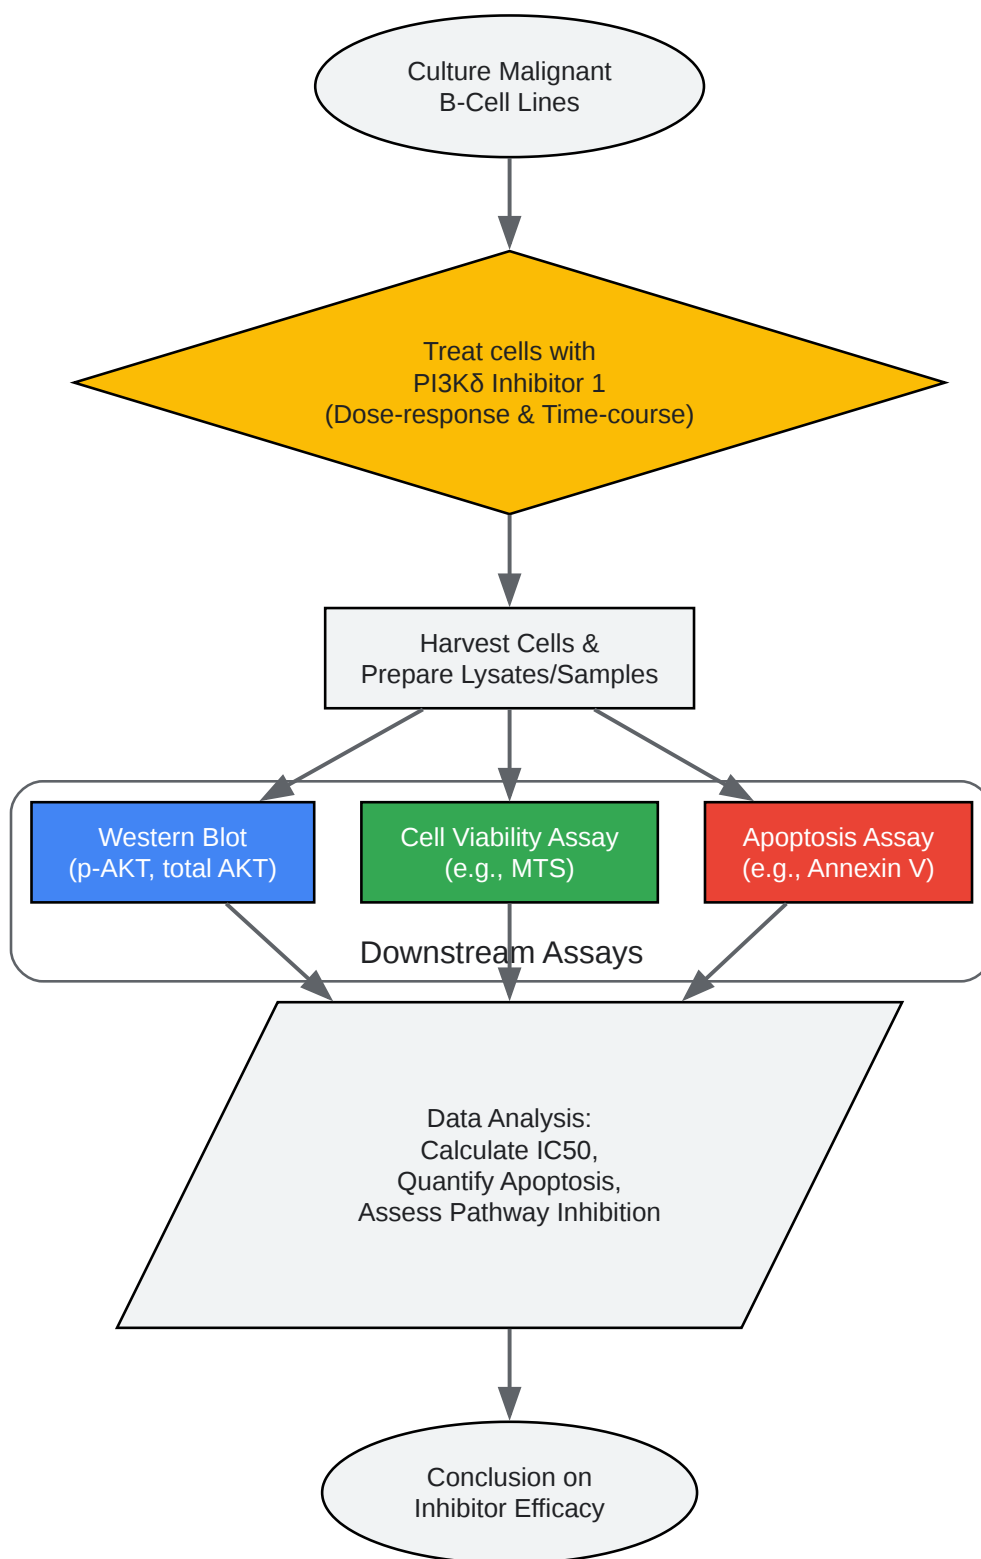 Culture Malignant
B-Cell Lines
Treat cells with
PI3Kδ Inhibitor 1
(Dose-response & Time-course)
Harvest Cells &
Prepare Lysates/Samples
Western Blot
(p-AKT, total AKT)
Cell Viability Assay
(e.g., MTS)
Apoptosis Assay
(e.g., Annexin V)
Downstream Assays
Data Analysis:
Calculate IC50,
Quantify Apoptosis,
Assess Pathway Inhibition
Conclusion on
Inhibitor Efficacy